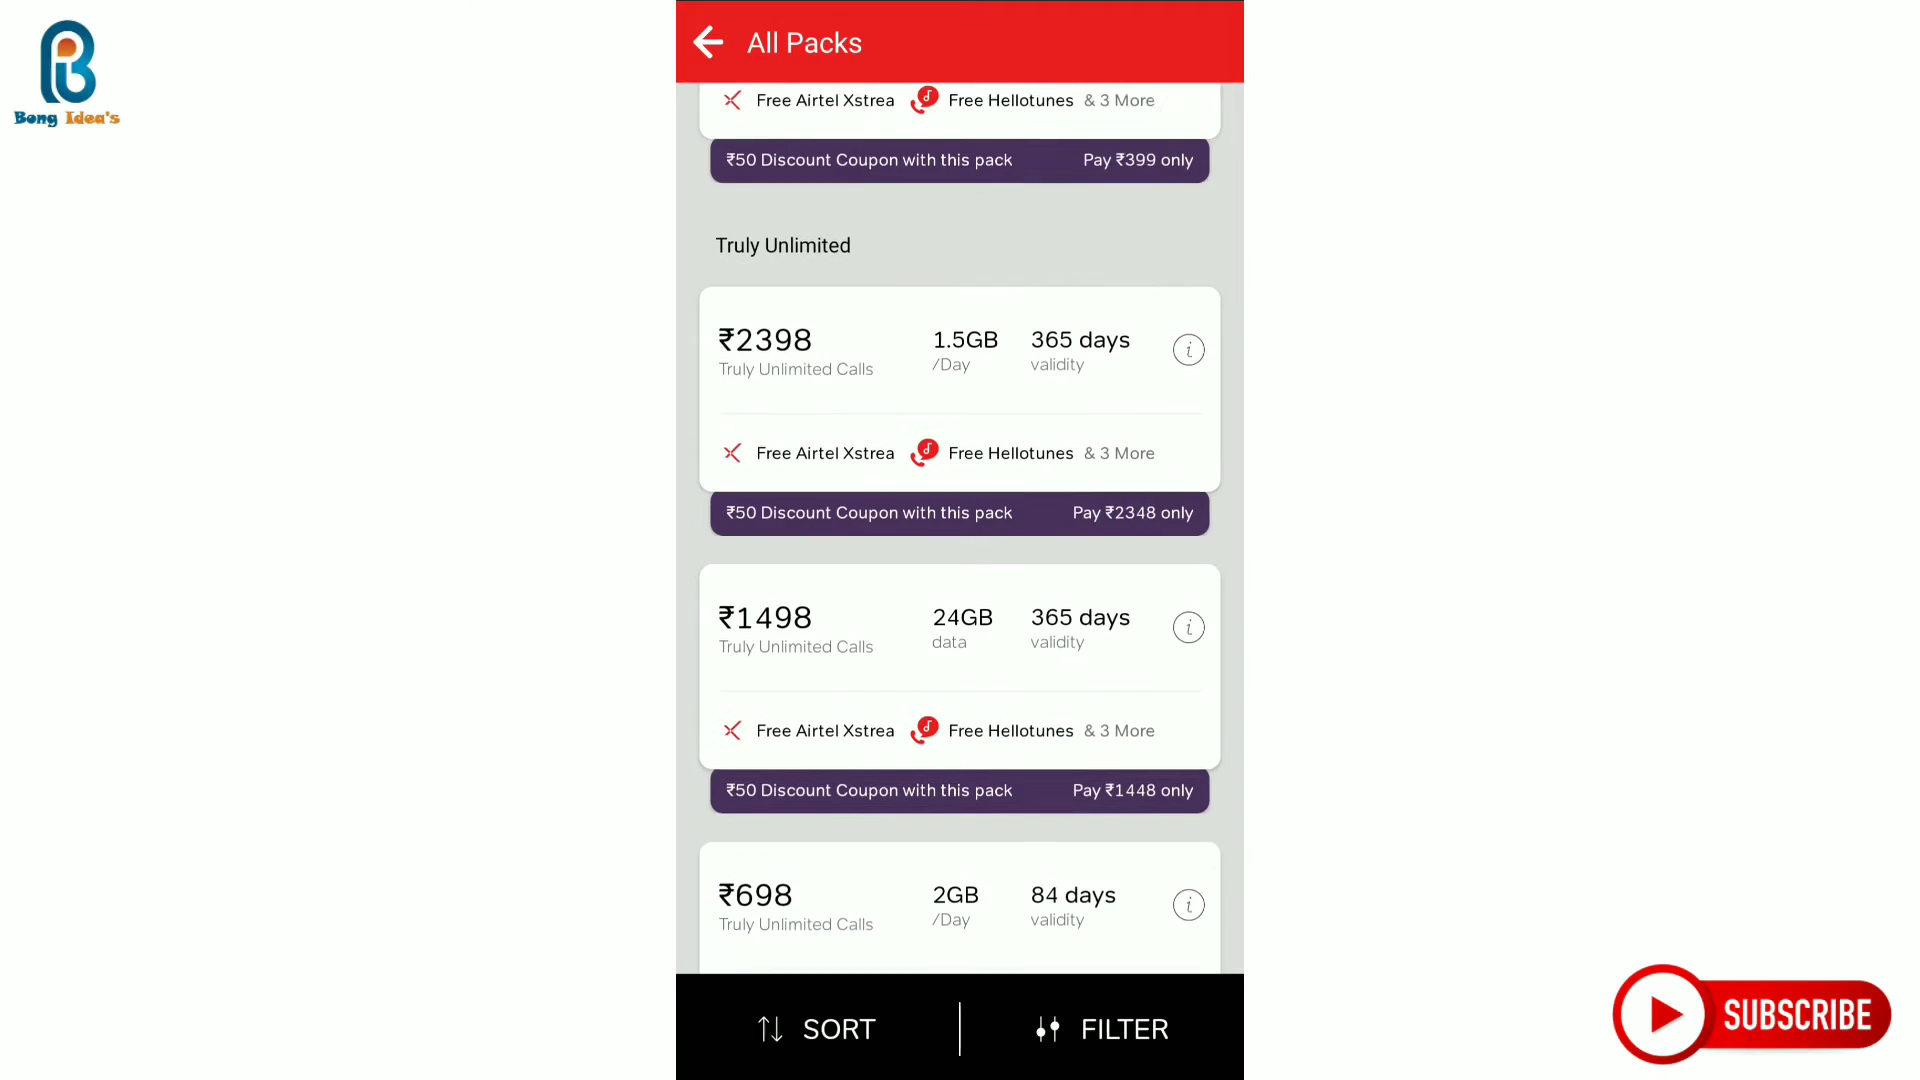 Bong Idea's
All Packs
Free Airtel Xstrea Free Hellotunes & 3 More
₹50 Discount Coupon with this pack Pay ₹399 only
Truly Unlimited
₹2398 1.5GB 365 days
Truly Unlimited Calls /Day validity
Free Airtel Xstrea Free Hellotunes & 3 More
₹50 Discount Coupon with this pack Pay ₹2348 only
₹1498 24GB 365 days
Truly Unlimited Calls data validity
Free Airtel Xstrea Free Hellotunes & 3 More
₹50 Discount Coupon with this pack Pay ₹1448 only
₹698 2GB 84 days
Truly Unlimited Calls /Day validity
SORT FILTER
SUBSCRIBE